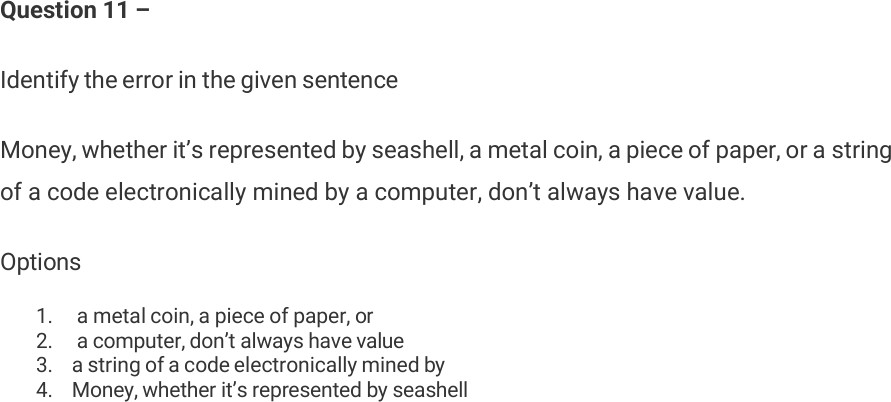 Question 11 –
Identify the error in the given sentence
Money, whether it’s represented by seashell, a metal coin, a piece of paper, or a string
of a code electronically mined by a computer, don’t always have value.
Options
1. a metal coin, a piece of paper, or
2. a computer, don’t always have value
3. a string of a code electronically mined by
4. Money, whether it’s represented by seashell